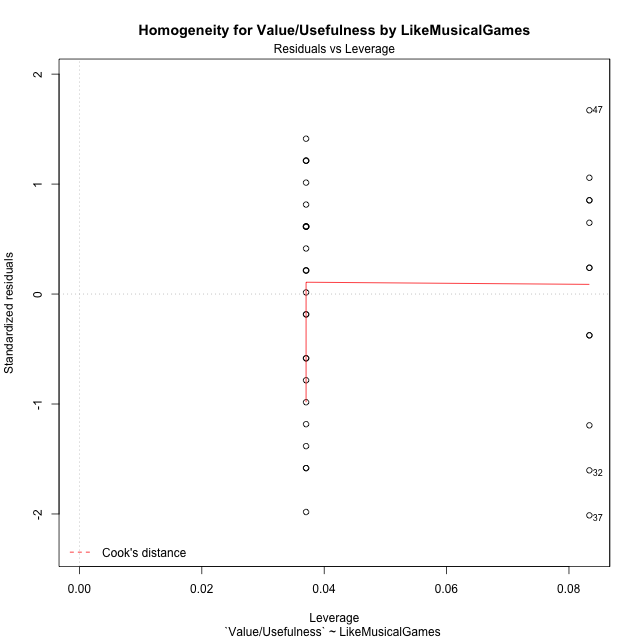 Homogeneity for Value/Usefulness by LikeMusicalGames
Residuals vs Leverage
2
1
0
-1
-2
Standardized residuals
47
32
37
Cook's distance
0.00 0.02 0.04 0.06 0.08
Leverage
`Value/Usefulness` ~ LikeMusicalGames